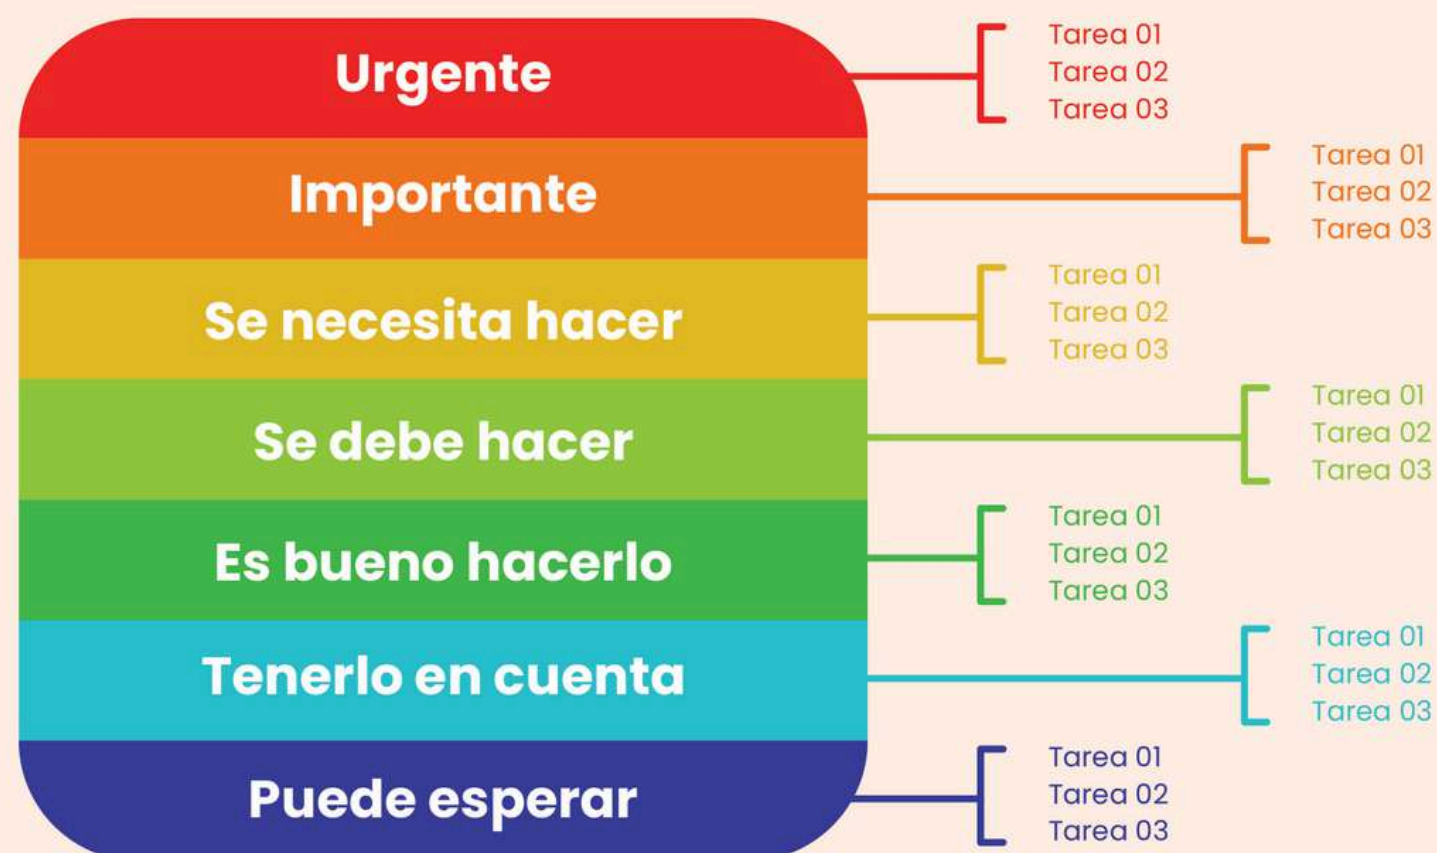 Urgente
Tarea 01
Tarea 02
Tarea 03
Importante
Tarea 01
Tarea 02
Tarea 03
Se necesita hacer
Tarea 01
Tarea 02
Tarea 03
Se debe hacer
Tarea 01
Tarea 02
Tarea 03
Es bueno hacerlo
Tarea 01
Tarea 02
Tarea 03
Tenerlo en cuenta
Tarea 01
Tarea 02
Tarea 03
Puede esperar
Tarea 01
Tarea 02
Tarea 03